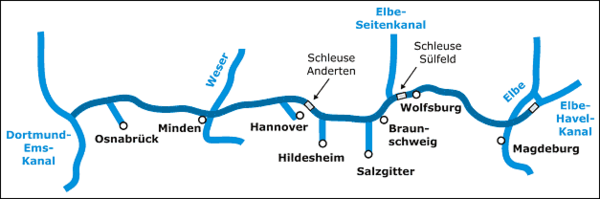 Elbe-
Seitenkanal
Schleuse
Anderten
Schleuse
Sülfeld
Weser
Elbe
Wolfsburg
Elbe-
Havel-
Kanal
Dortmund-
Ems-
Kanal
Osnabrück
Minden
Hannover
Braun-
schweig
Hildesheim
Magdeburg
Salzgitter